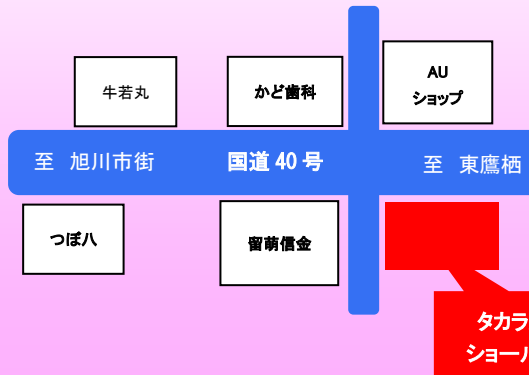 AU
ショップ
牛若丸
かど歯科
至 旭川市街
国道 40 号
至 東鷹栖
つぼ八
留萌信金
タカラ
ショール